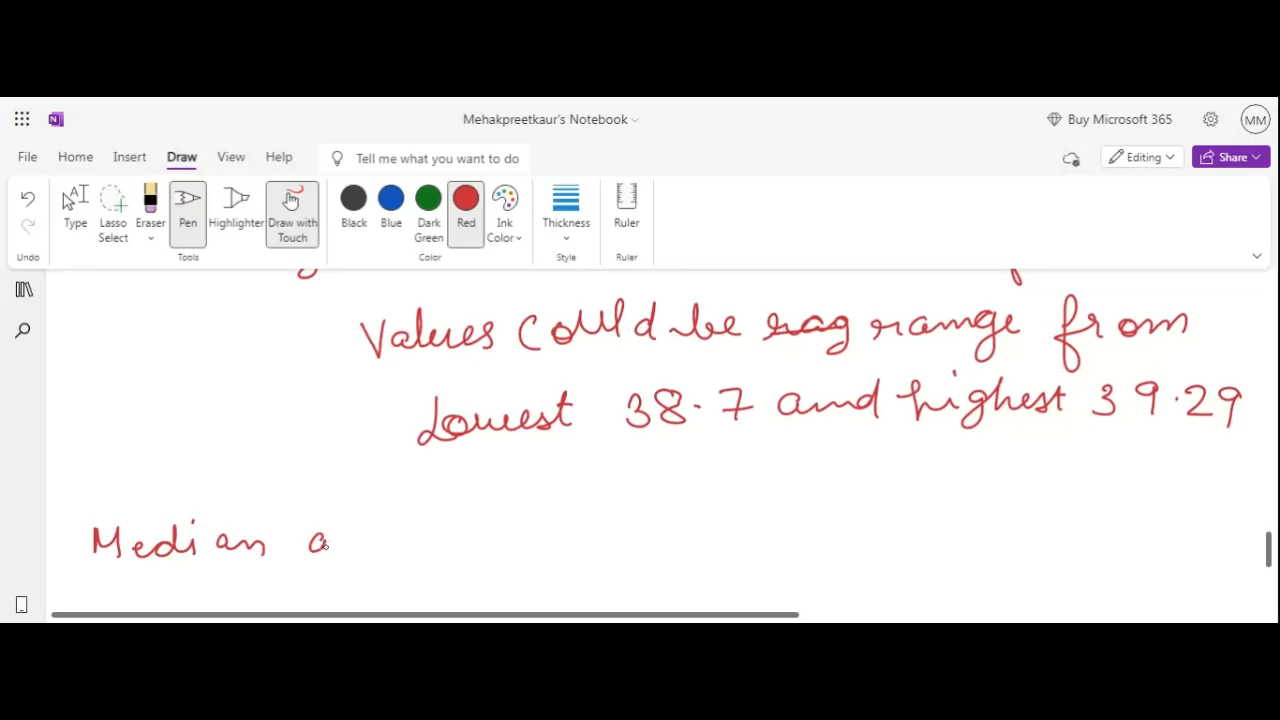 Mehakpreetkaur's Notebook
Buy Microsoft 365
MM
File Home Insert Draw View Help Tell me what you want to do
Editing Share
Type Lasso Select Eraser Pen Highlighter Draw with Touch Black Blue Dark Green Red Ink Color Thickness Ruler
Undo Tools Color Style Ruler
Values could be rang range from
Lowest 38.7 and highest 39.29
Median a